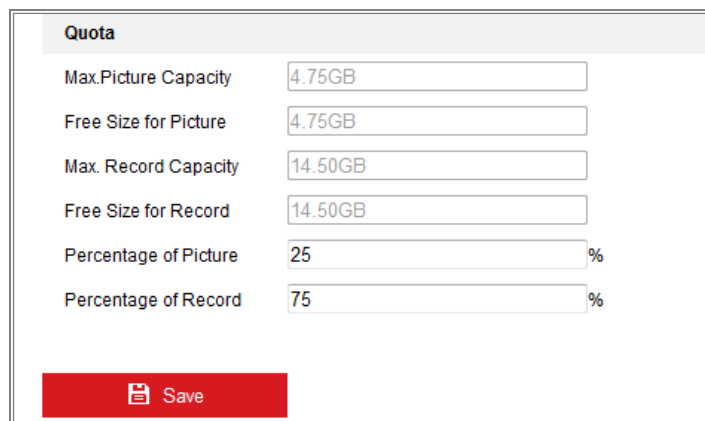 Quota
Max.Picture Capacity 4.75GB
Free Size for Picture 4.75GB
Max. Record Capacity 14.50GB
Free Size for Record 14.50GB
Percentage of Picture 25 %
Percentage of Record 75 %
Save